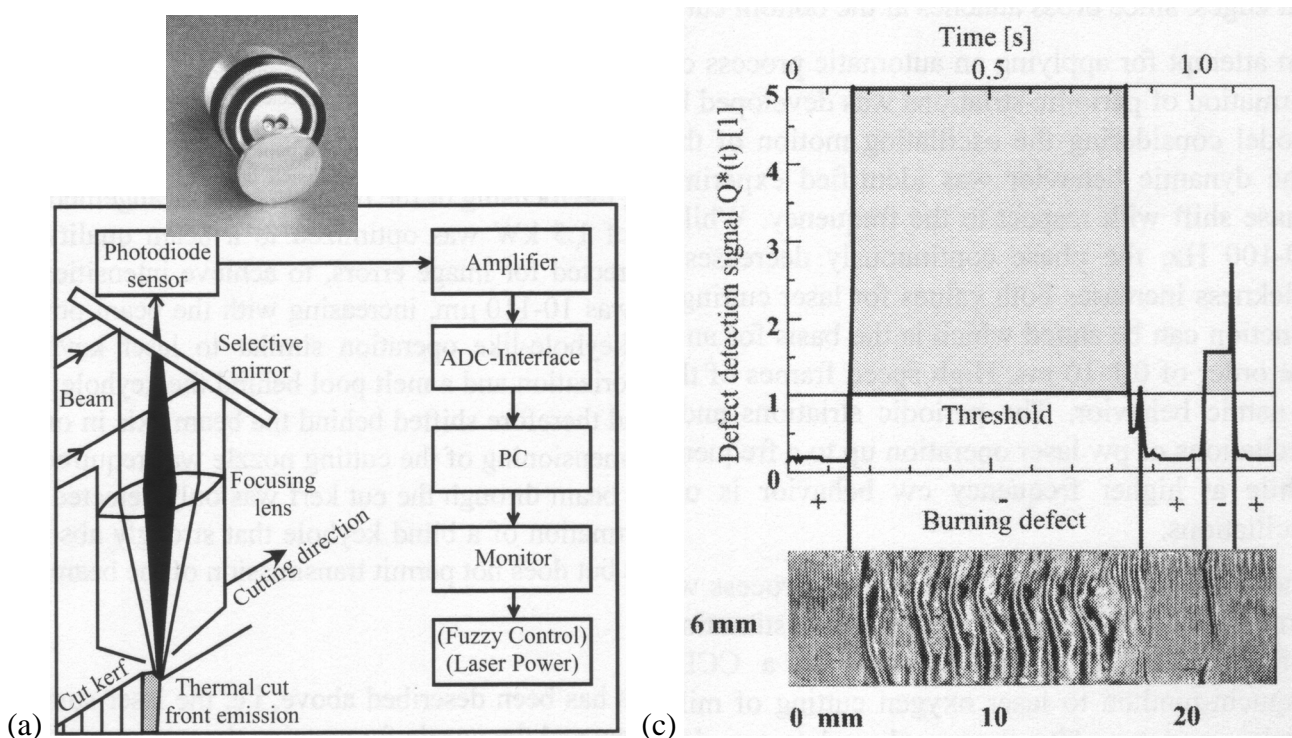 Photodiode
sensor
Amplifier
Selective
mirror
ADC-Interface
Beam
PC
Focusing
lens
Cutting direction
Monitor
(Fuzzy Control)
(Laser Power)
Cut kerf
Thermal cut
front emission
(a)
Time [s]
0 0.5 1.0
Defect detection signal Q*(t) [1]
5
4
3
2
1
0
Threshold
+ - + - +
Burning defect
6 mm
0 mm 10 20
(c)